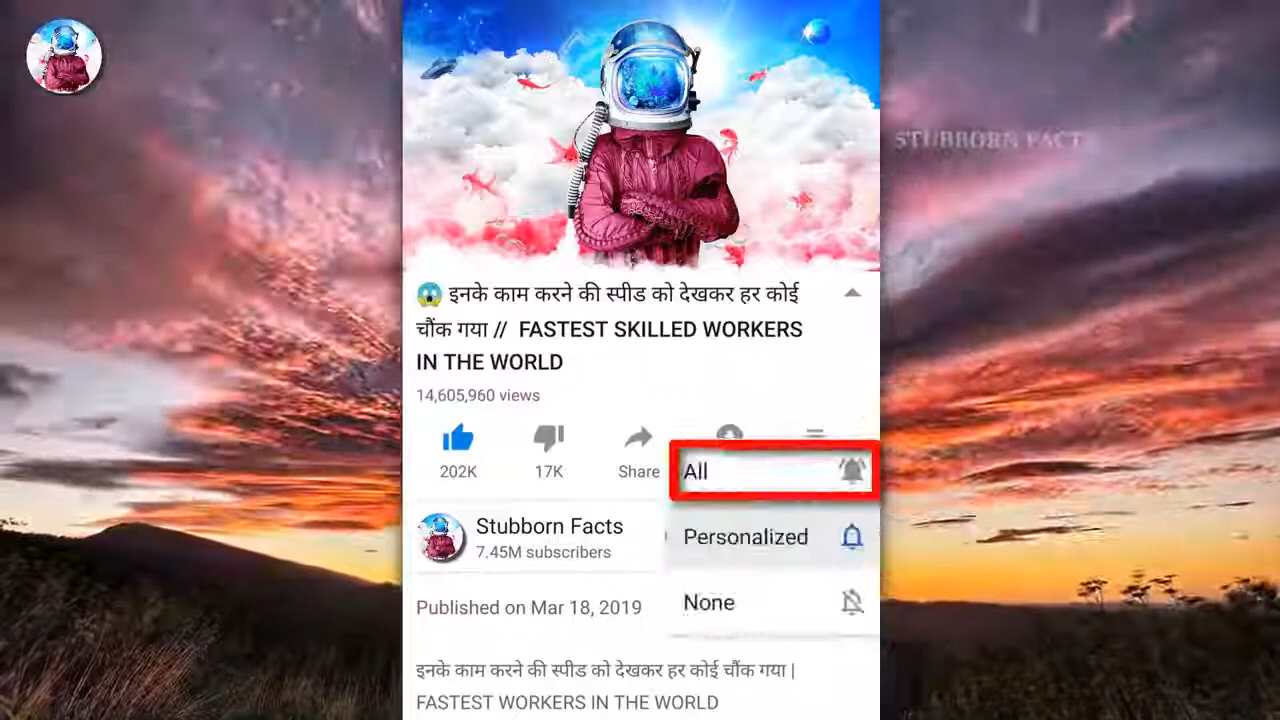 STUBBORN FACT
😱 इनके काम करने की स्पीड को देखकर हर कोई
चौंक गया // FASTEST SKILLED WORKERS
IN THE WORLD
14,605,960 views
202K
17K
Share
All
Stubborn Facts
7.45M subscribers
Personalized
Published on Mar 18, 2019
None
इनके काम करने की स्पीड को देखकर हर कोई चौंक गया |
FASTEST WORKERS IN THE WORLD